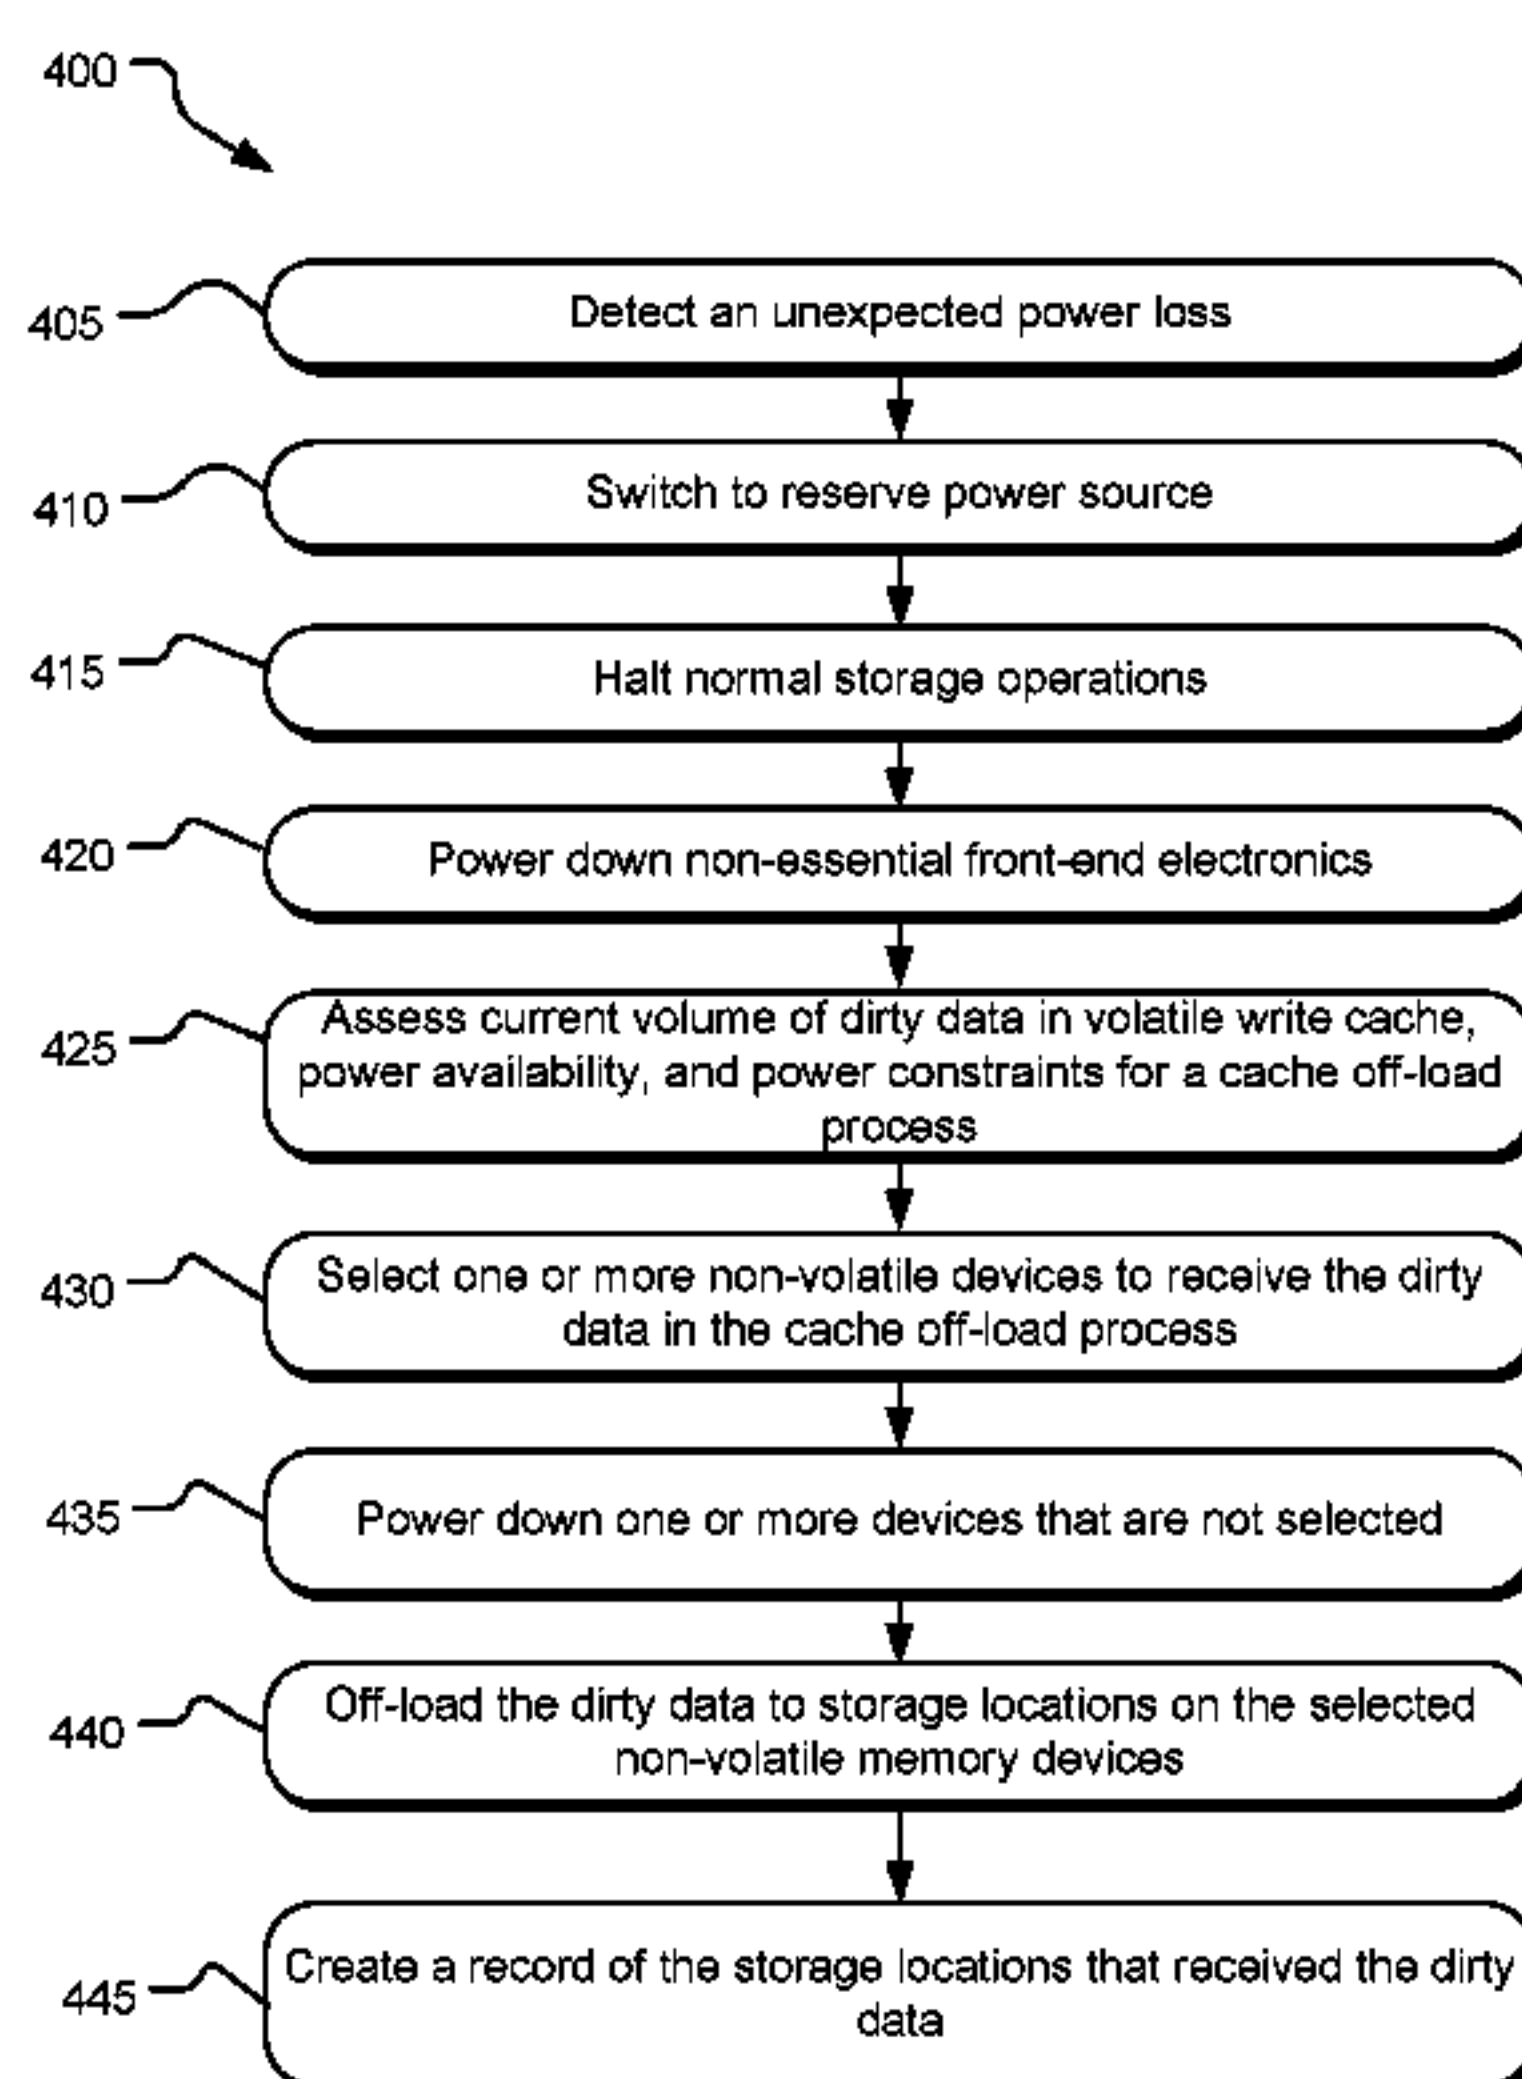 400
405
Detect an unexpected power loss
410
Switch to reserve power source
415
Halt normal storage operations
420
Power down non-essential front-end electronics
425
Assess current volume of dirty data in volatile write cache,
power availability, and power constraints for a cache off-load
process
430
Select one or more non-volatile devices to receive the dirty
data in the cache off-load process
435
Power down one or more devices that are not selected
440
Off-load the dirty data to storage locations on the selected
non-volatile memory devices
445
Create a record of the storage locations that received the dirty
data